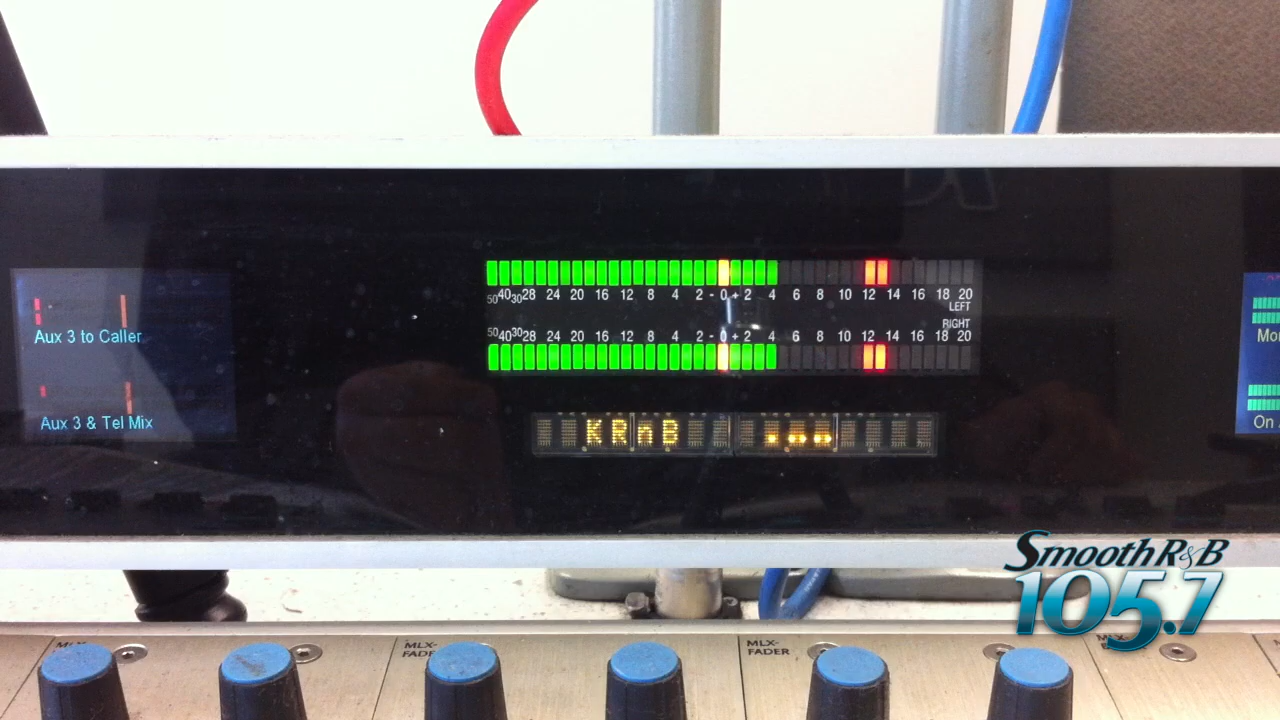 50 40 30 28 24 20 16 12 8 4 2 - 0 + 2 4 6 8 10 12 14 16 18 20
LEFT
RIGHT
50 40 30 28 24 20 16 12 8 4 2 - 0 + 2 4 6 8 10 12 14 16 18 20
Aux 3 to Caller
Mon
Aux 3 & Tel Mix
KRnB ...
On
Smooth R&B
105.7
MLX-
FADER
MLX-
FADER